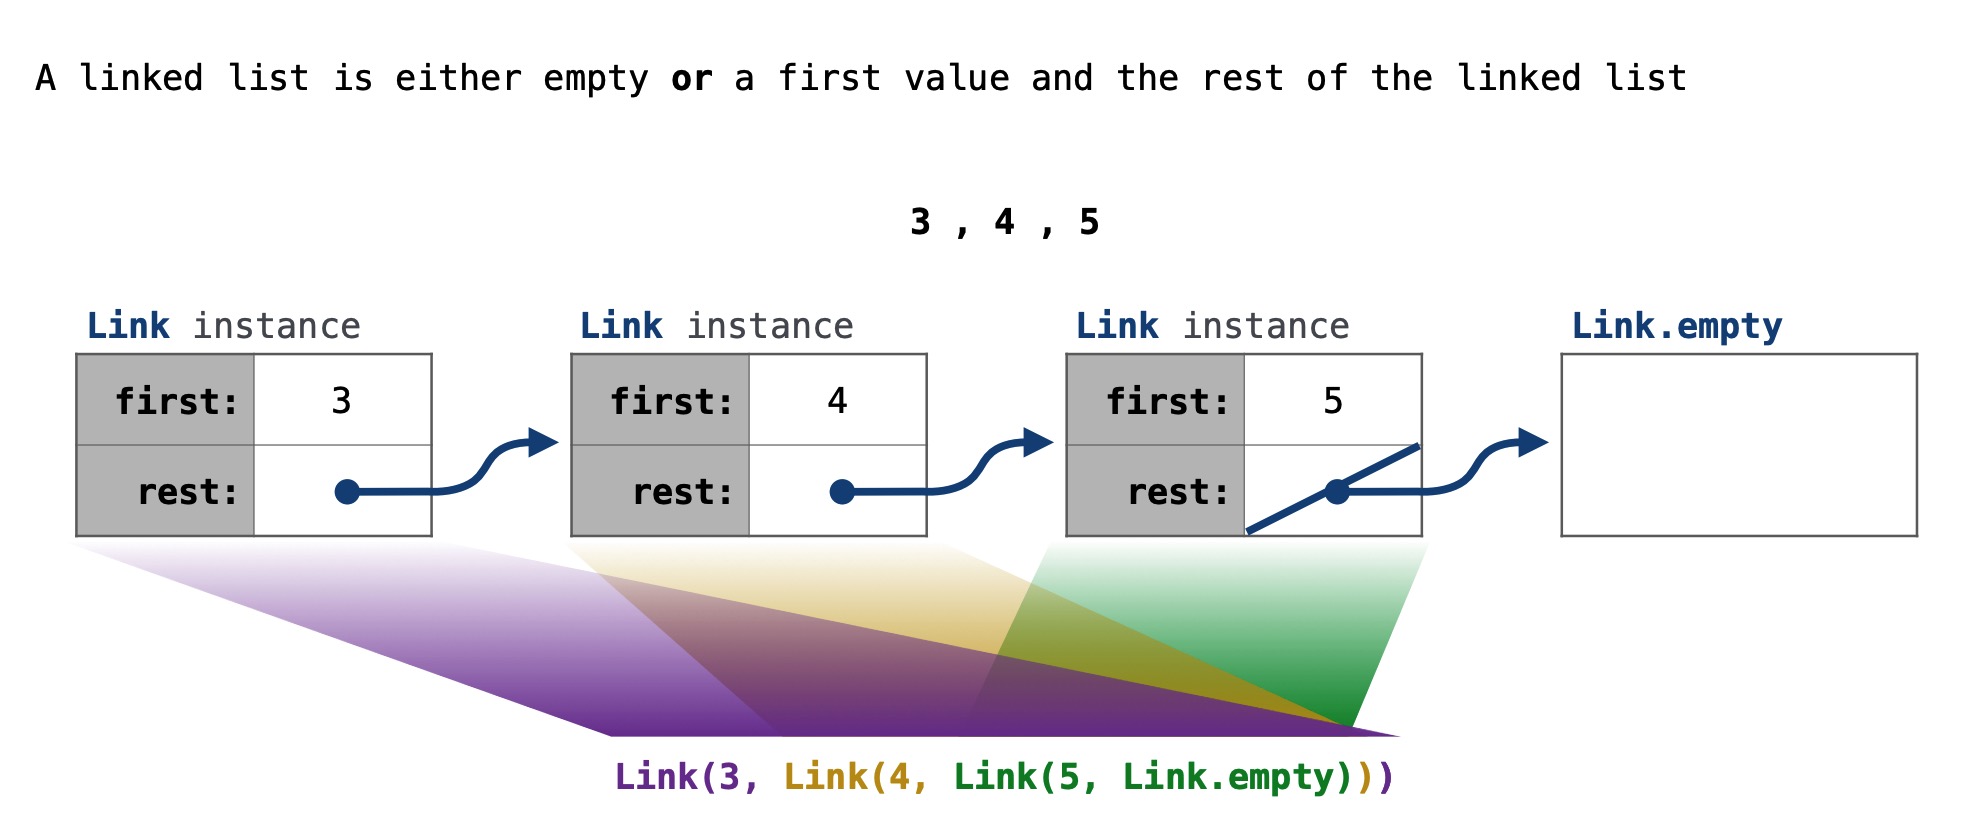 A linked list is either empty or a first value and the rest of the linked list
3 , 4 , 5
Link instance
first: 3
rest:
Link instance
first: 4
rest:
Link instance
first: 5
rest:
Link.empty
Link(3, Link(4, Link(5, Link.empty)))